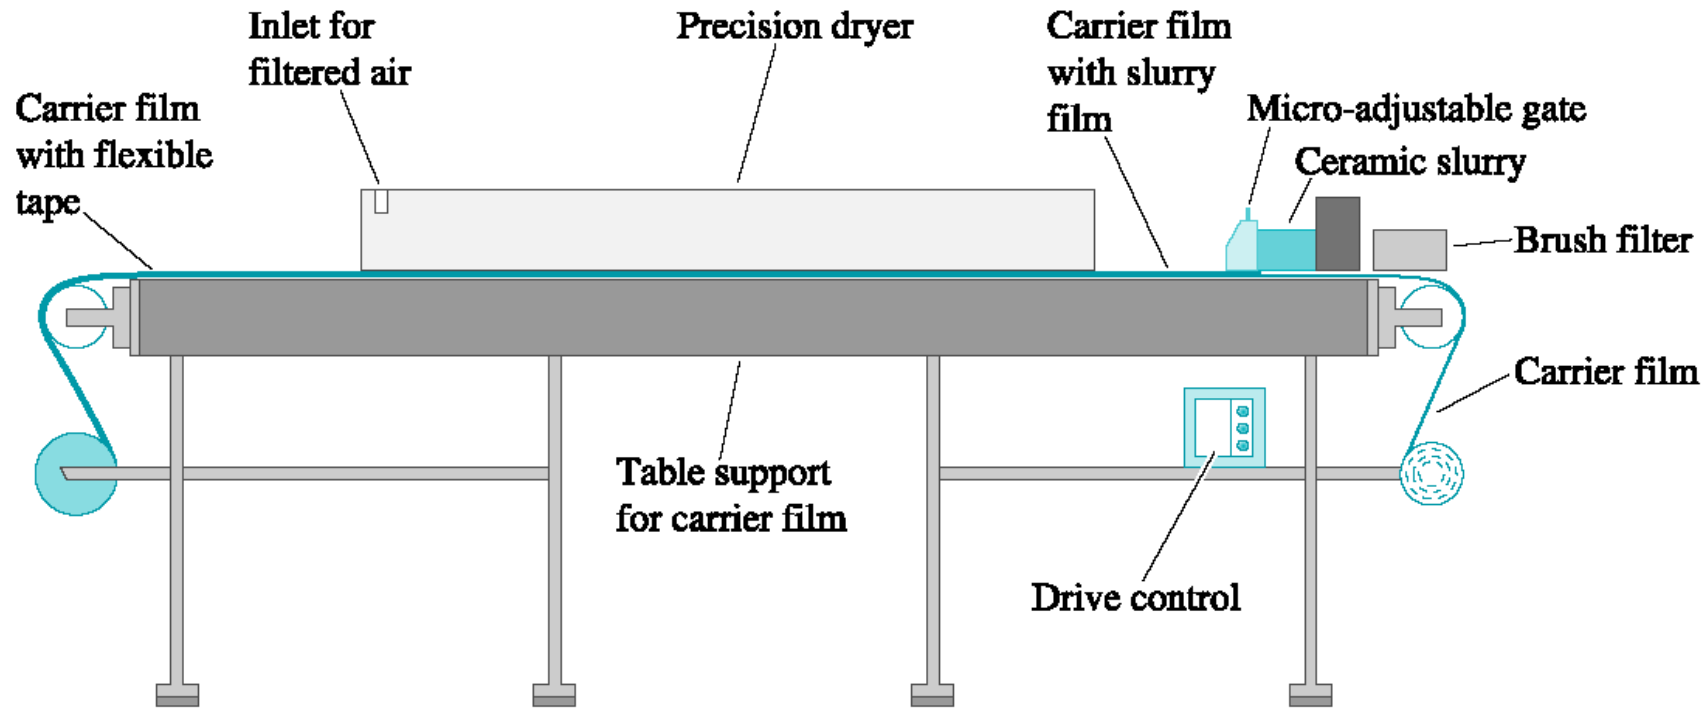 Inlet for
filtered air
Precision dryer
Carrier film
with slurry
film
Carrier film
with flexible
tape
Micro-adjustable gate
Ceramic slurry
Brush filter
Carrier film
Table support
for carrier film
Drive control